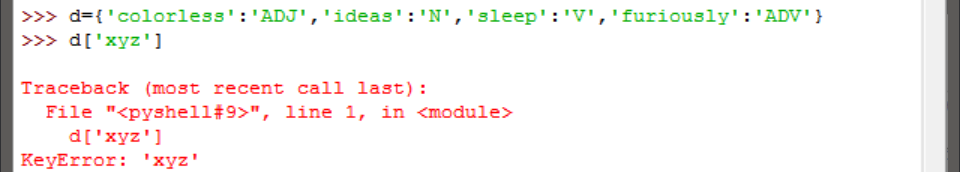 >>> d={'colorless':'ADJ','ideas':'N','sleep':'V','furiously':'ADV'}
>>> d['xyz']
Traceback (most recent call last):
  File "<pyshell#9>", line 1, in <module>
    d['xyz']
KeyError: 'xyz'